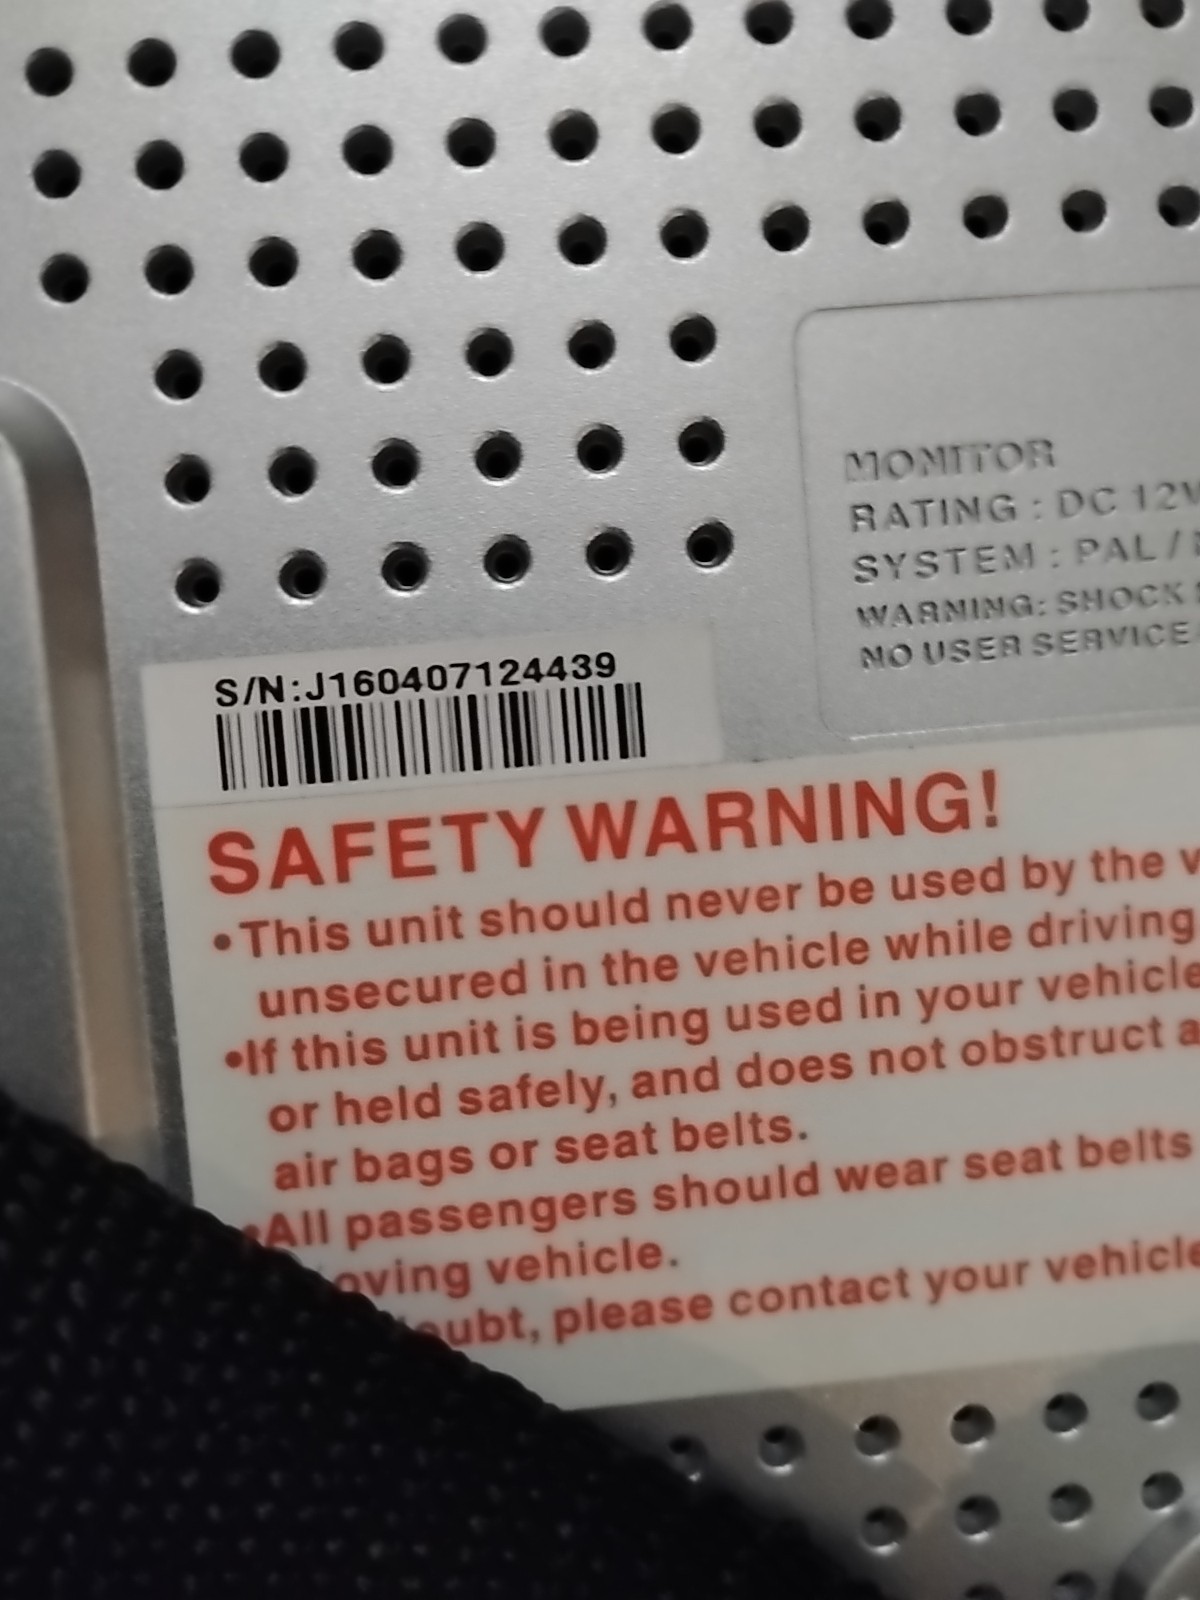 MONITOR
RATING : DC 12V
SYSTEM : PAL /
WARNING: SHOCK
NO USER SERVICE
S/N:J160407124439
SAFETY WARNING!
•This unit should never be used by the
unsecured in the vehicle while driving
•If this unit is being used in your vehicle
or held safely, and does not obstruct
air bags or seat belts.
•All passengers should wear seat belts
oving vehicle.
oubt, please contact your vehicle